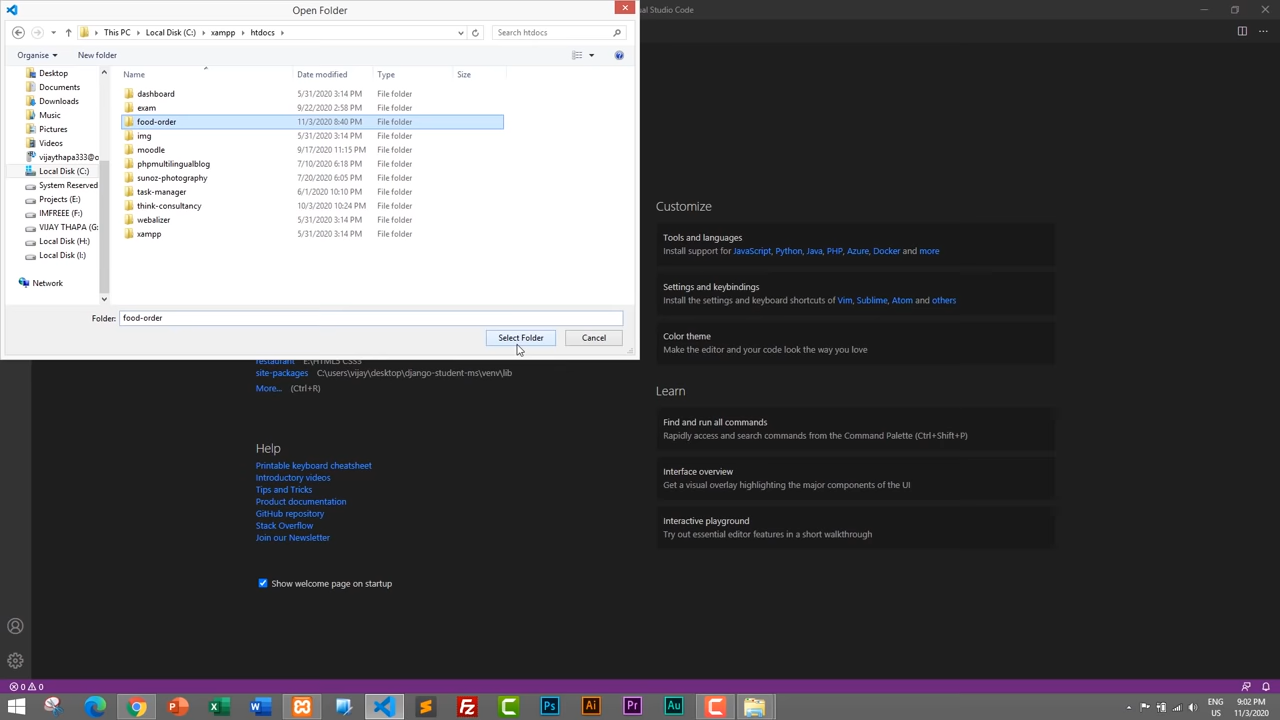 Open Folder
ual Studio Code
This PC
Local Disk (C:)
xampp
htdocs
Search htdocs
Organise
New folder
Name
Date modified
Type
Size
Desktop
Documents
Downloads
Music
Pictures
Videos
vijaythapa333@o
Local Disk (C:)
System Reserved
Projects (E:)
IMFREEE (F:)
VIJAY THAPA (G:
Local Disk (H:)
Local Disk (I:)
Network
dashboard 5/31/2020 3:14 PM File folder
exam 9/22/2020 2:58 PM File folder
food-order 11/3/2020 8:40 PM File folder
img 5/31/2020 3:14 PM File folder
moodle 9/17/2020 11:15 PM File folder
phpmultilingualblog 7/10/2020 6:18 PM File folder
sunoz-photography 7/20/2020 6:05 PM File folder
task-manager 6/1/2020 10:10 PM File folder
think-consultancy 10/3/2020 10:24 PM File folder
webalizer 5/31/2020 3:14 PM File folder
xampp 5/31/2020 3:14 PM File folder
Folder: food-order
Select Folder
Cancel
restaurant E:\HTML5 CSS3
site-packages C:\users\vijay\desktop\django-student-ms\venv\lib
More... (Ctrl+R)
Help
Printable keyboard cheatsheet
Introductory videos
Tips and Tricks
Product documentation
GitHub repository
Stack Overflow
Join our Newsletter
Show welcome page on startup
Customize
Tools and languages
Install support for JavaScript, Python, Java, PHP, Azure, Docker and more
Settings and keybindings
Install the settings and keyboard shortcuts of Vim, Sublime, Atom and others
Color theme
Make the editor and your code look the way you love
Learn
Find and run all commands
Rapidly access and search commands from the Command Palette (Ctrl+Shift+P)
Interface overview
Get a visual overlay highlighting the major components of the UI
Interactive playground
Try out essential editor features in a short walkthrough
0 0
ENG
US
9:02 PM
11/3/2020